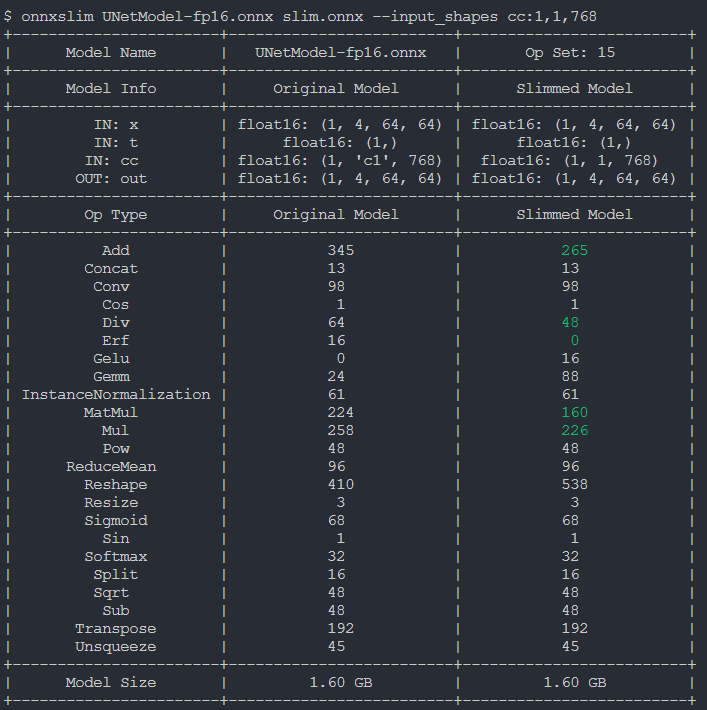 $ onnxslim UNetModel-fp16.onnx slim.onnx --input_shapes cc:1,1,768
+------------------------+--------------------------+--------------------------+
| Model Name | UNetModel-fp16.onnx | Op Set: 15 |
+------------------------+--------------------------+--------------------------+
| Model Info | Original Model | Slimmed Model |
+------------------------+--------------------------+--------------------------+
| IN: x | float16: (1, 4, 64, 64) | float16: (1, 4, 64, 64) |
| IN: t | float16: (1,) | float16: (1,) |
| IN: cc | float16: (1, 'c1', 768) | float16: (1, 1, 768) |
| OUT: out | float16: (1, 4, 64, 64) | float16: (1, 4, 64, 64) |
+------------------------+--------------------------+--------------------------+
| Op Type | Original Model | Slimmed Model |
+------------------------+--------------------------+--------------------------+
| Add | 345 | 265 |
| Concat | 13 | 13 |
| Conv | 98 | 98 |
| Cos | 1 | 1 |
| Div | 64 | 48 |
| Erf | 16 | 0 |
| Gelu | 0 | 16 |
| Gemm | 24 | 88 |
| InstanceNormalization | 61 | 61 |
| MatMul | 224 | 160 |
| Mul | 258 | 226 |
| Pow | 48 | 48 |
| ReduceMean | 96 | 96 |
| Reshape | 410 | 538 |
| Resize | 3 | 3 |
| Sigmoid | 68 | 68 |
| Sin | 1 | 1 |
| Softmax | 32 | 32 |
| Split | 16 | 16 |
| Sqrt | 48 | 48 |
| Sub | 48 | 48 |
| Transpose | 192 | 192 |
| Unsqueeze | 45 | 45 |
+------------------------+--------------------------+--------------------------+
| Model Size | 1.60 GB | 1.60 GB |
+------------------------+--------------------------+--------------------------+